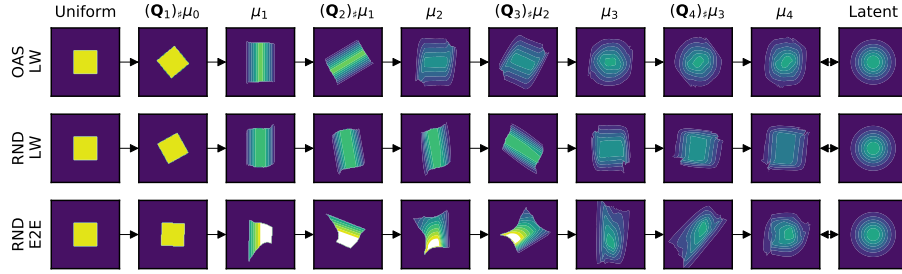 Uniform (𝐐₁)♯μ₀ μ₁ (𝐐₂)♯μ₁ μ₂ (𝐐₃)♯μ₂ μ₃ (𝐐₄)♯μ₃ μ₄ Latent
OAS
LW
RND
LW
RND
E2E